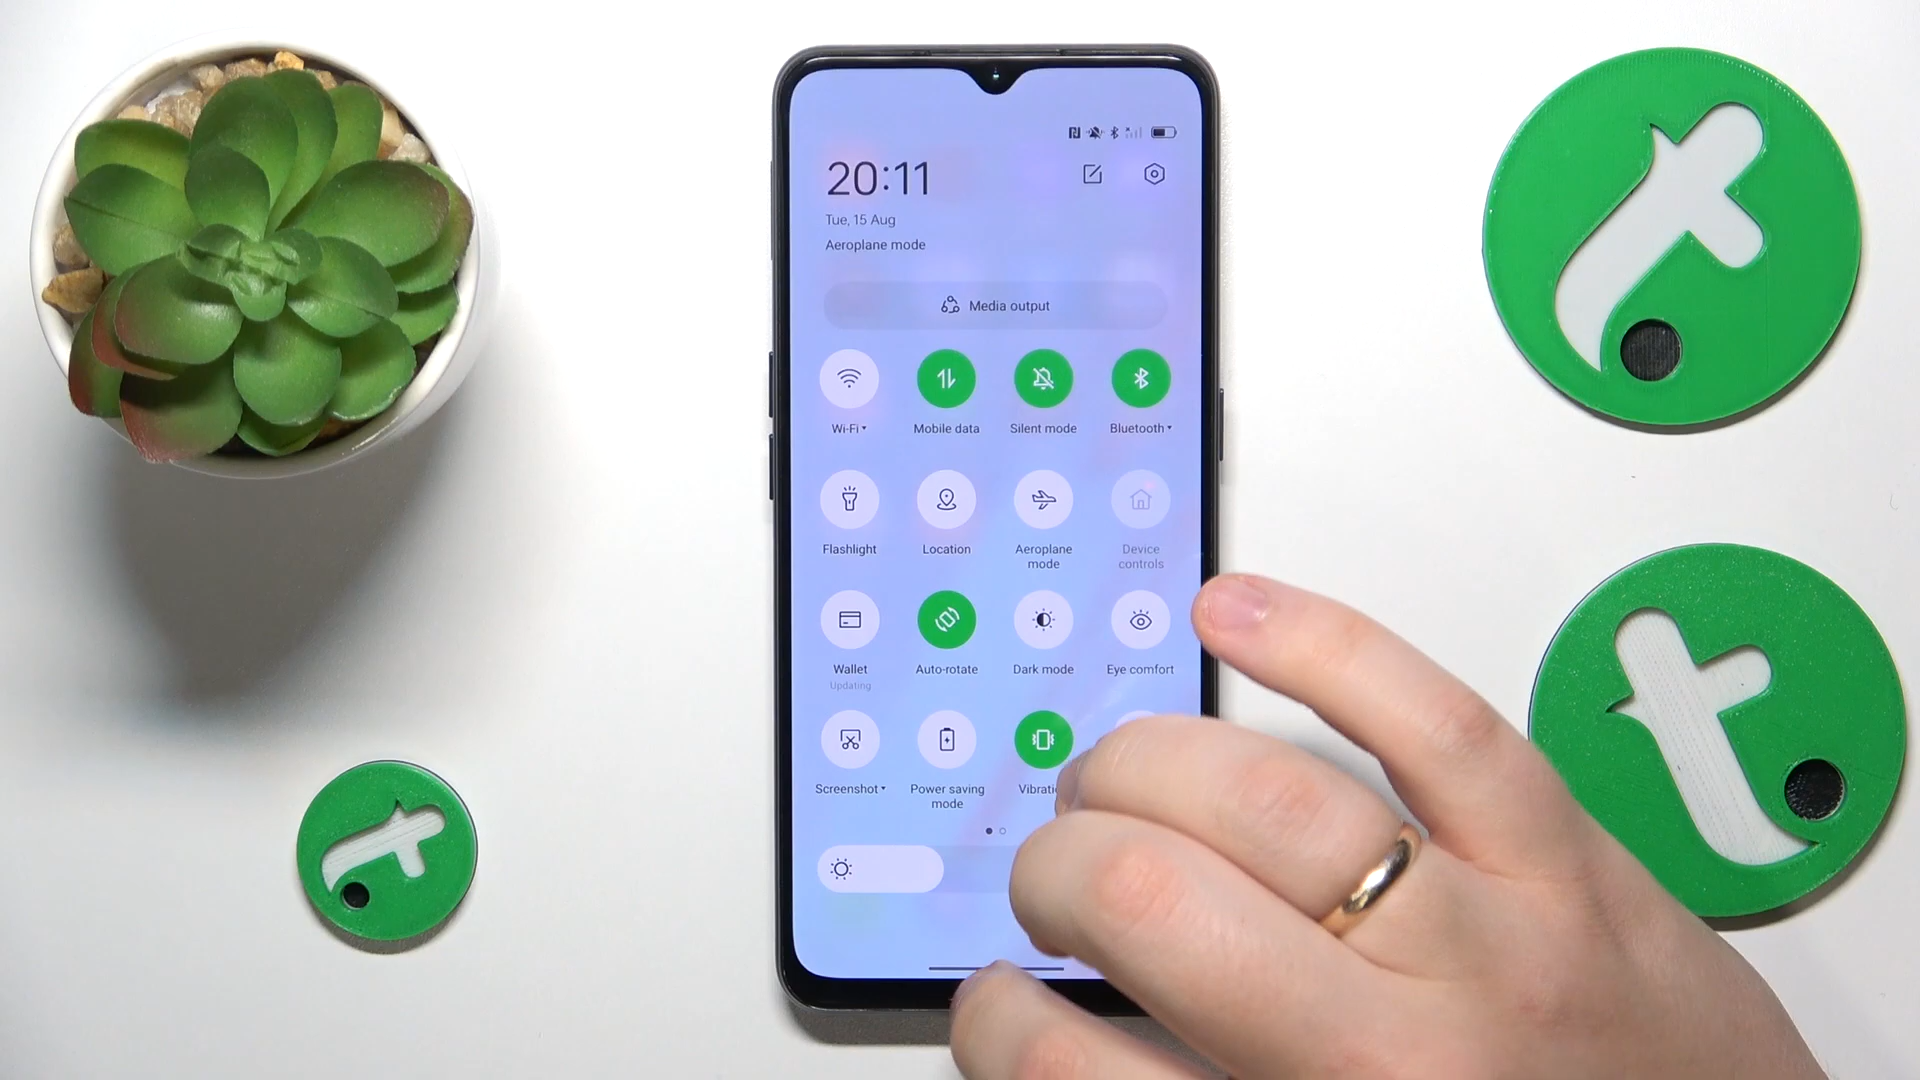 20:11
Tue, 15 Aug
Aeroplane mode
Media output
Wi-Fi
Mobile data
Silent mode
Bluetooth
Flashlight
Location
Aeroplane mode
Device controls
Wallet
Updating
Auto-rotate
Dark mode
Eye comfort
Screenshot
Power saving mode